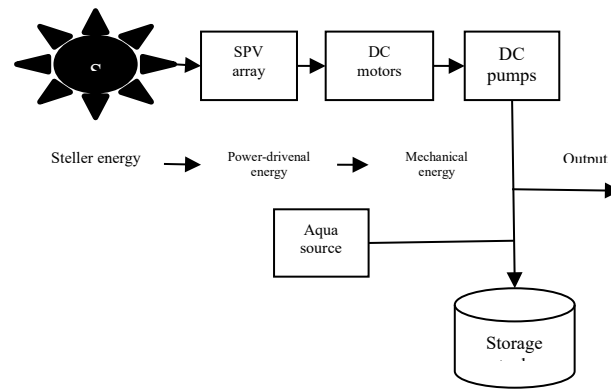 SPV
array
DC
motors
DC
pumps
Steller energy
Power-drivenal
energy
Mechanical
energy
Output
Aqua
source
Storage